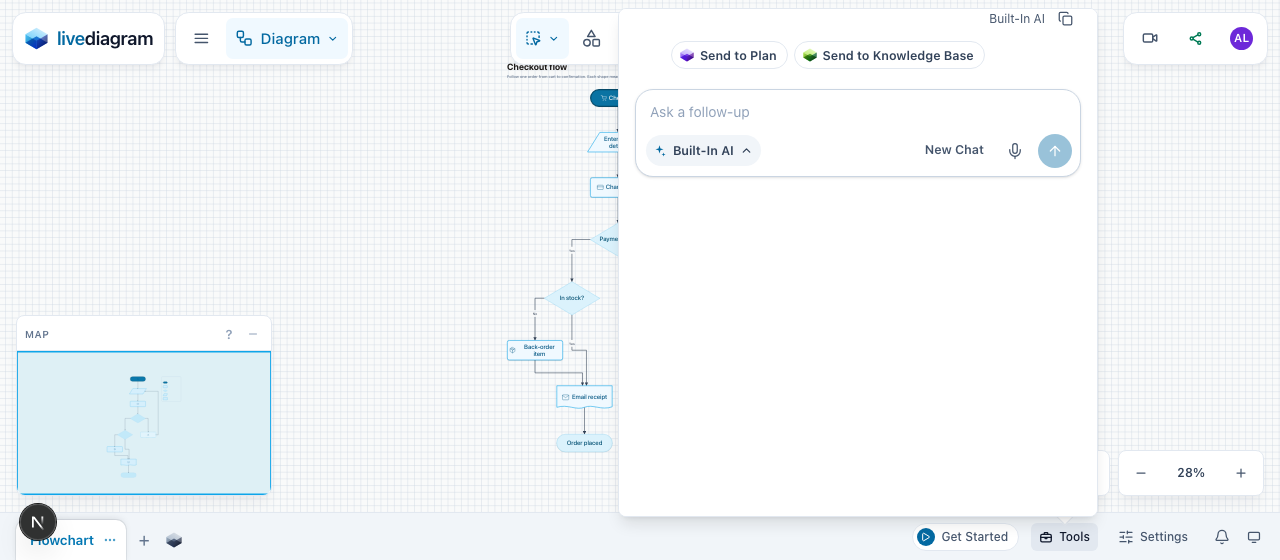 livediagram
Diagram
Built-In AI
AL
Send to Plan
Send to Knowledge Base
Checkout flow
Ask a follow-up
Built-In AI
New Chat
In stock?
Back-order
item
Email receipt
Order placed
MAP
?
28%
N
Flowchart
Get Started
Tools
Settings